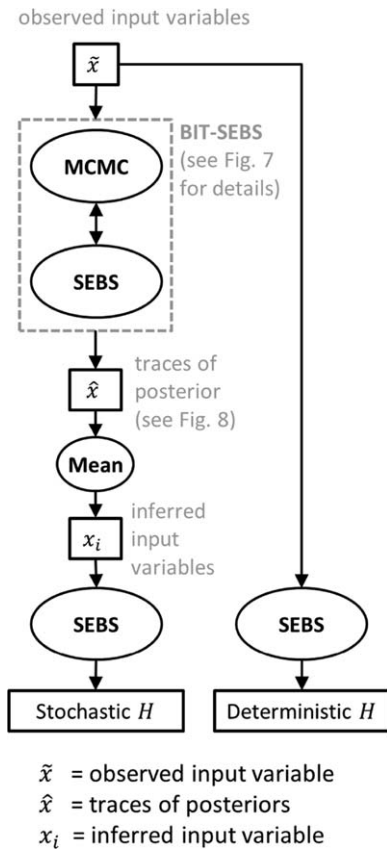 observed input variables
x̃
BIT-SEBS
(see Fig. 7
for details)
MCMC
SEBS
traces of
posterior
(see Fig. 8)
x̂
Mean
inferred
input
variables
xᵢ
SEBS
SEBS
Stochastic H
Deterministic H
x̃ = observed input variable
x̂ = traces of posteriors
xᵢ = inferred input variable